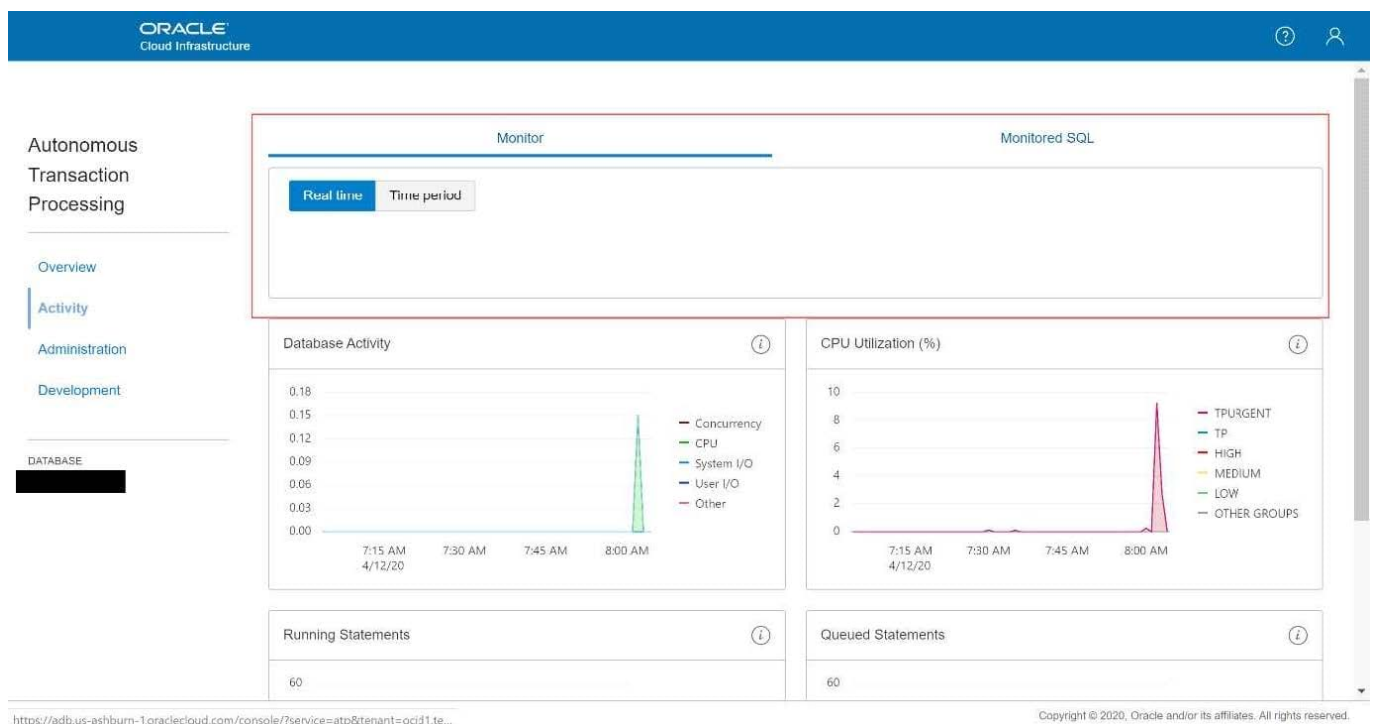 ORACLE
Cloud Infrastructure
Autonomous
Transaction
Processing
Overview
Activity
Administration
Development
DATABASE
Monitor
Monitored SQL
Real time
Time period
Database Activity
0.18
0.15
0.12
0.09
0.06
0.03
0.00
7:15 AM
7:30 AM
7:45 AM
8:00 AM
4/12/20
Concurrency
CPU
System I/O
User I/O
Other
CPU Utilization (%)
10
8
6
4
2
0
7:15 AM
7:30 AM
7:45 AM
8:00 AM
4/12/20
TPURGENT
TP
HIGH
MEDIUM
LOW
OTHER GROUPS
Running Statements
60
Queued Statements
60
https://adb.us-ashburn-1.oraclecloud.com/console/?service=atp&tenant=ocid1.te...
Copyright © 2020, Oracle and/or its affiliates. All rights reserved.